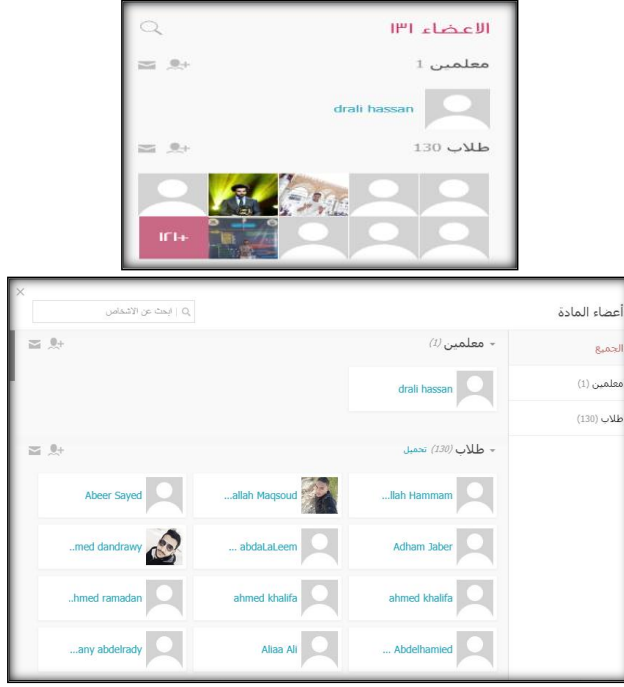 الاعضاء ١٣١
معلمين 1
drali hassan
طلاب 130
+١٢١
×
ابحث عن الاشخاص
أعضاء المادة
الجميع
معلمين (1)
طلاب (130)
معلمين (1)
drali hassan
طلاب (130) تحميل
...llah Hammam
...allah Maqsoud
Abeer Sayed
Adham Jaber
... abdaLaLeem
..med dandrawy
ahmed khalifa
ahmed khalifa
..hmed ramadan
... Abdelhamied
Aliaa Ali
...any abdelrady